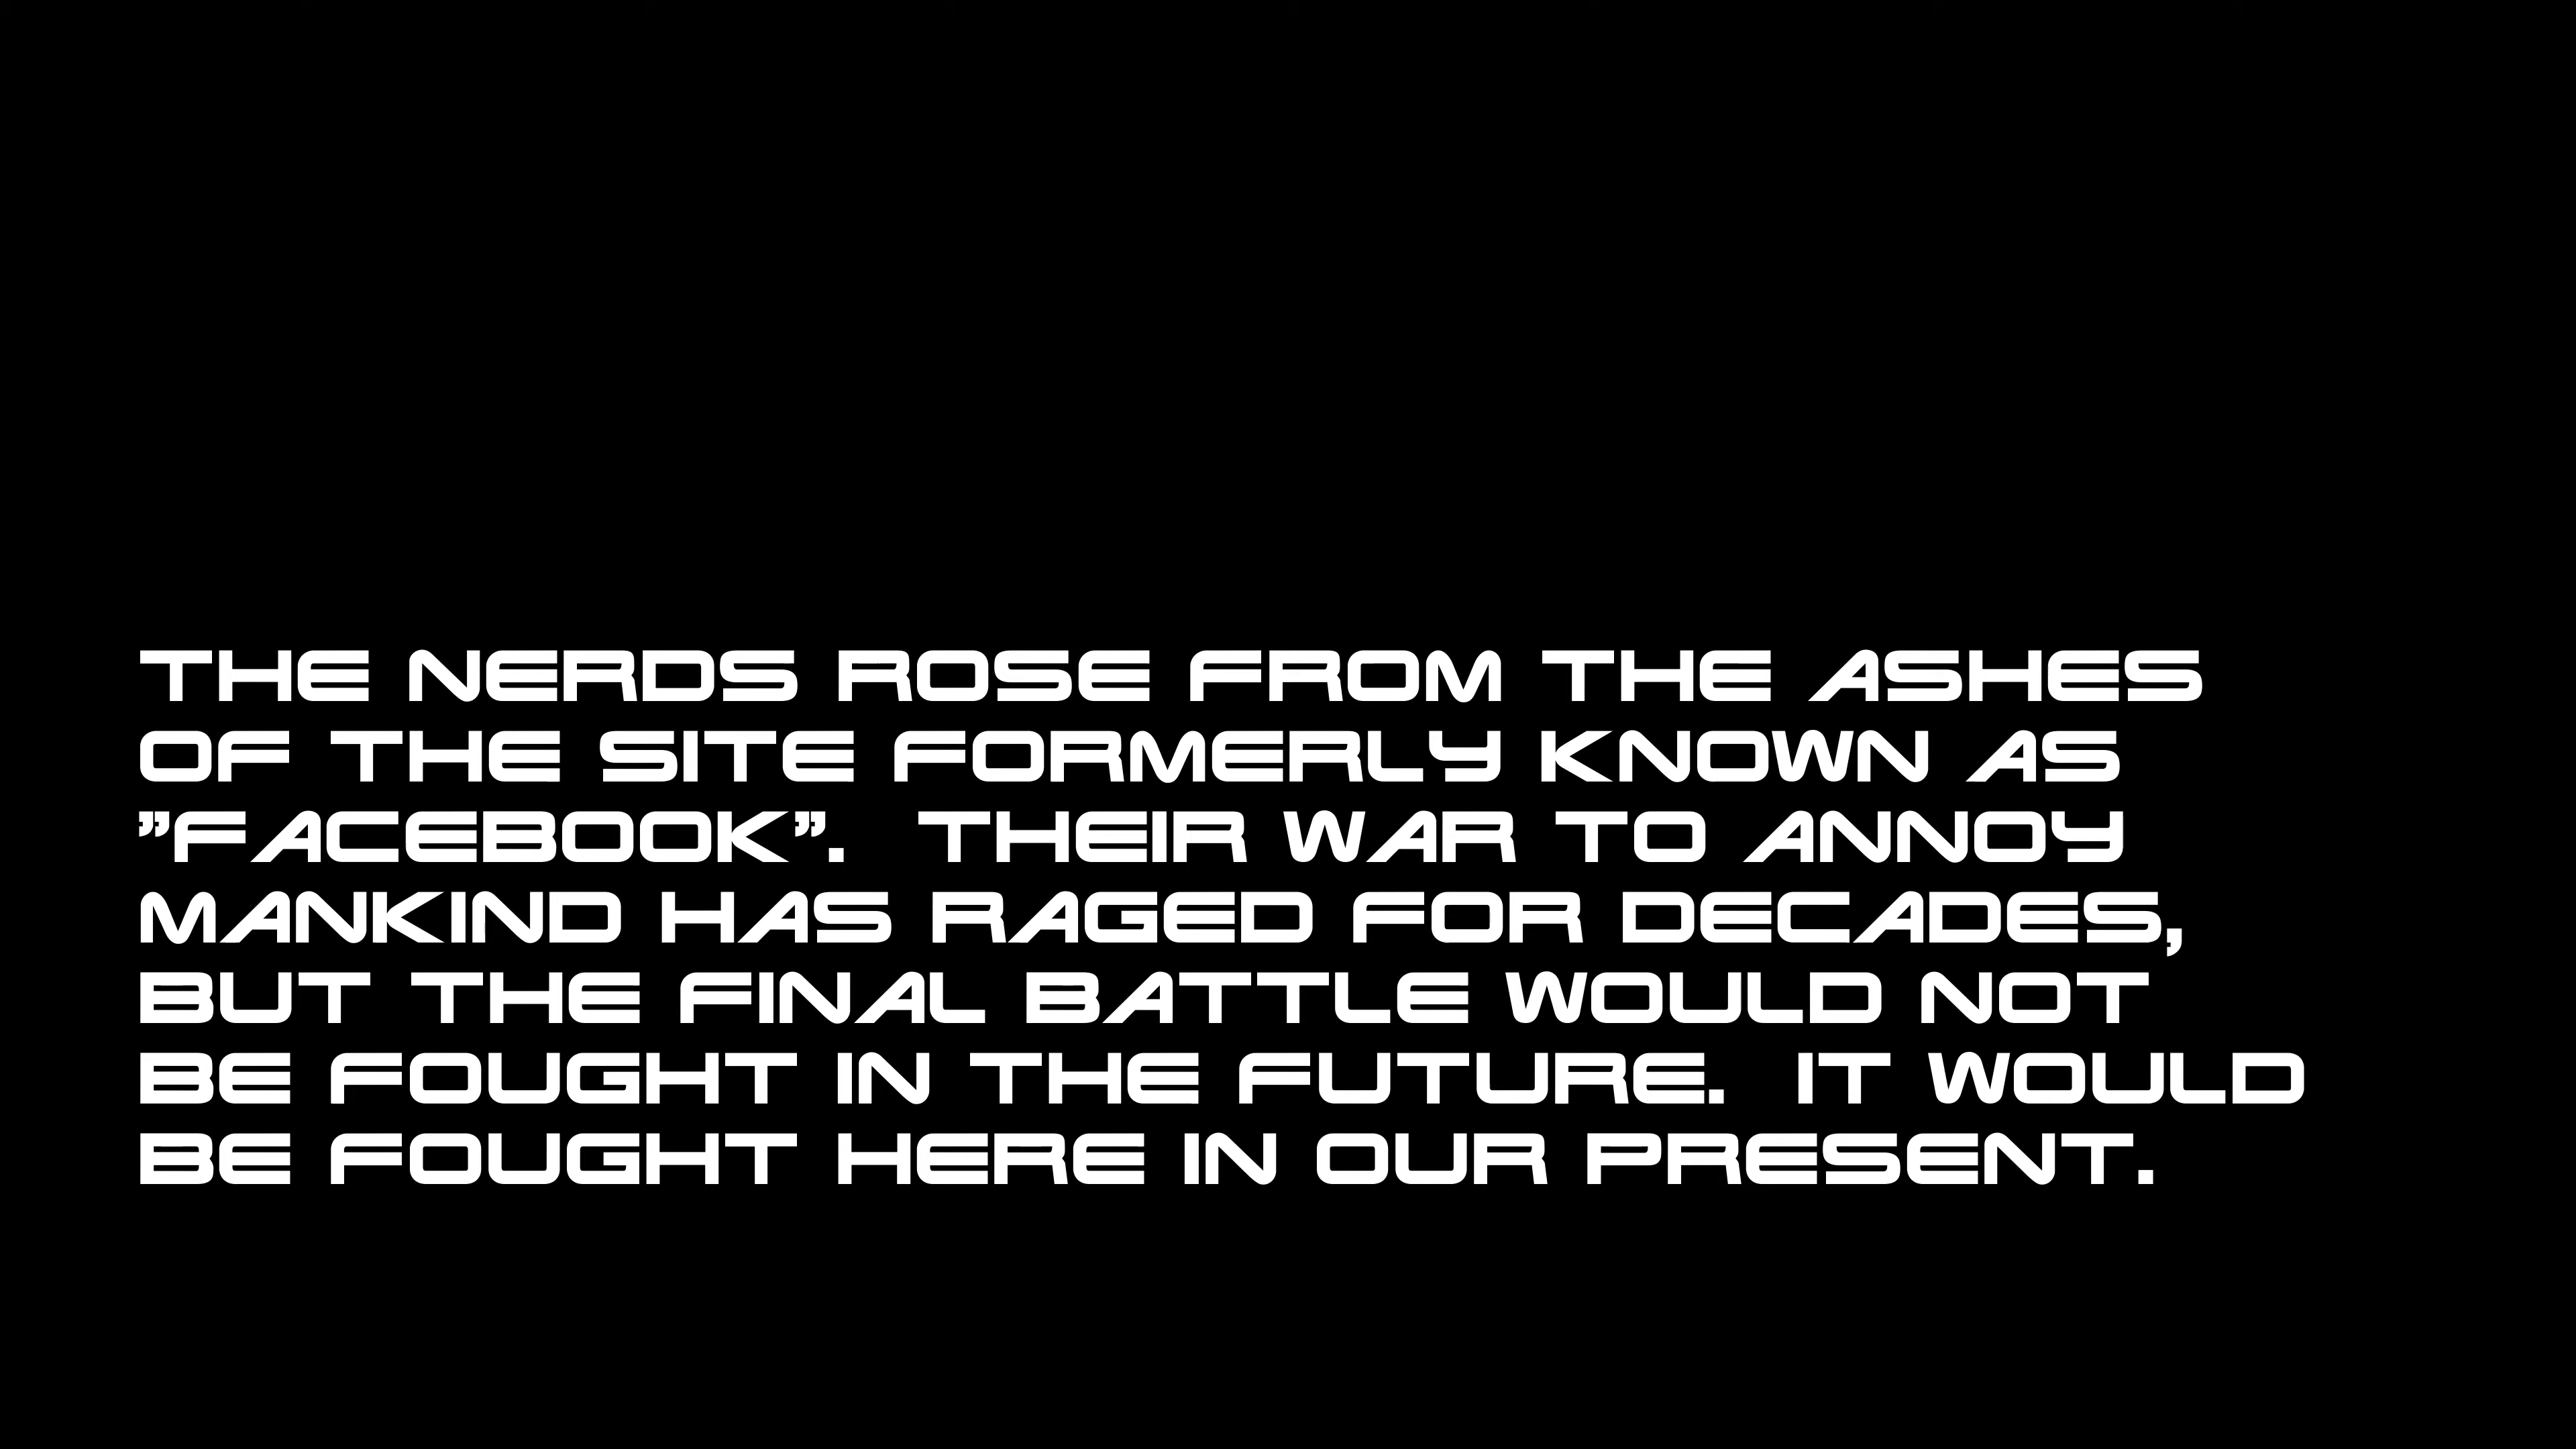 THE NERDS ROSE FROM THE ASHES
OF THE SITE FORMERLY KNOWN AS
”FACEBOOK”.  THEIR WAR TO ANNOY
MANKIND HAS RAGED FOR DECADES,
BUT THE FINAL BATTLE WOULD NOT
BE FOUGHT IN THE FUTURE.  IT WOULD
BE FOUGHT HERE IN OUR PRESENT.